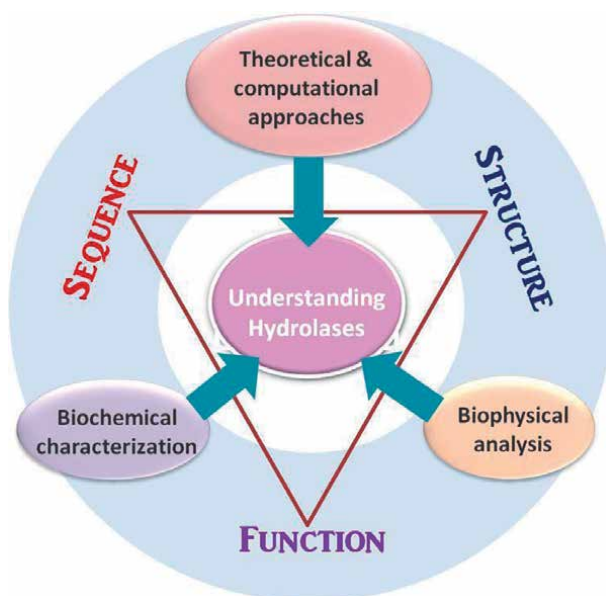 Theoretical &
computational
approaches
SEQUENCE
STRUCTURE
Understanding
Hydrolases
Biochemical
characterization
Biophysical
analysis
FUNCTION